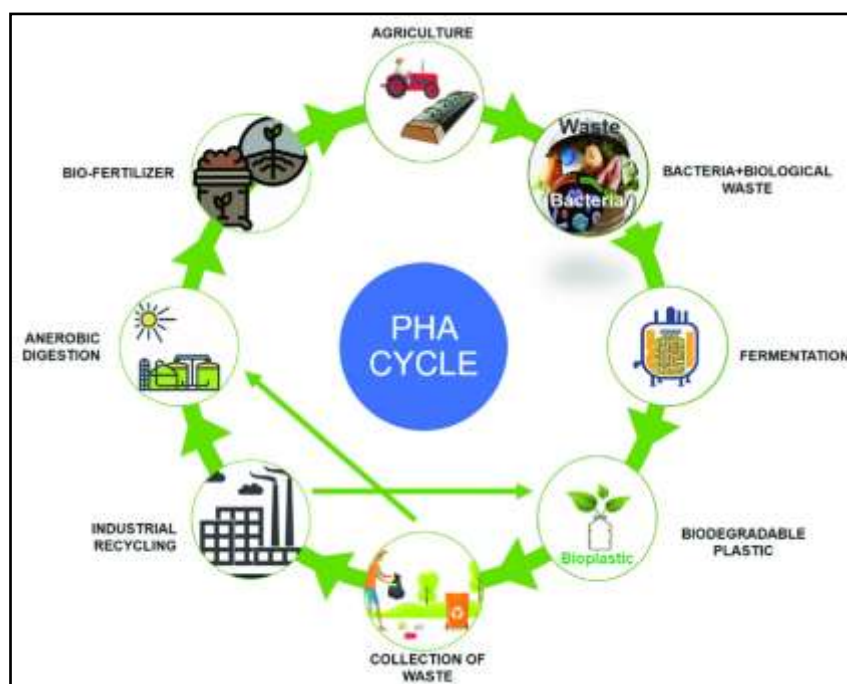 AGRICULTURE
Waste
Bacteria
BACTERIA+BIOLOGICAL
WASTE
FERMENTATION
BIODEGRADABLE
PLASTIC
Bioplastic
COLLECTION OF
WASTE
INDUSTRIAL
RECYCLING
ANEROBIC
DIGESTION
BIO-FERTILIZER
PHA
CYCLE